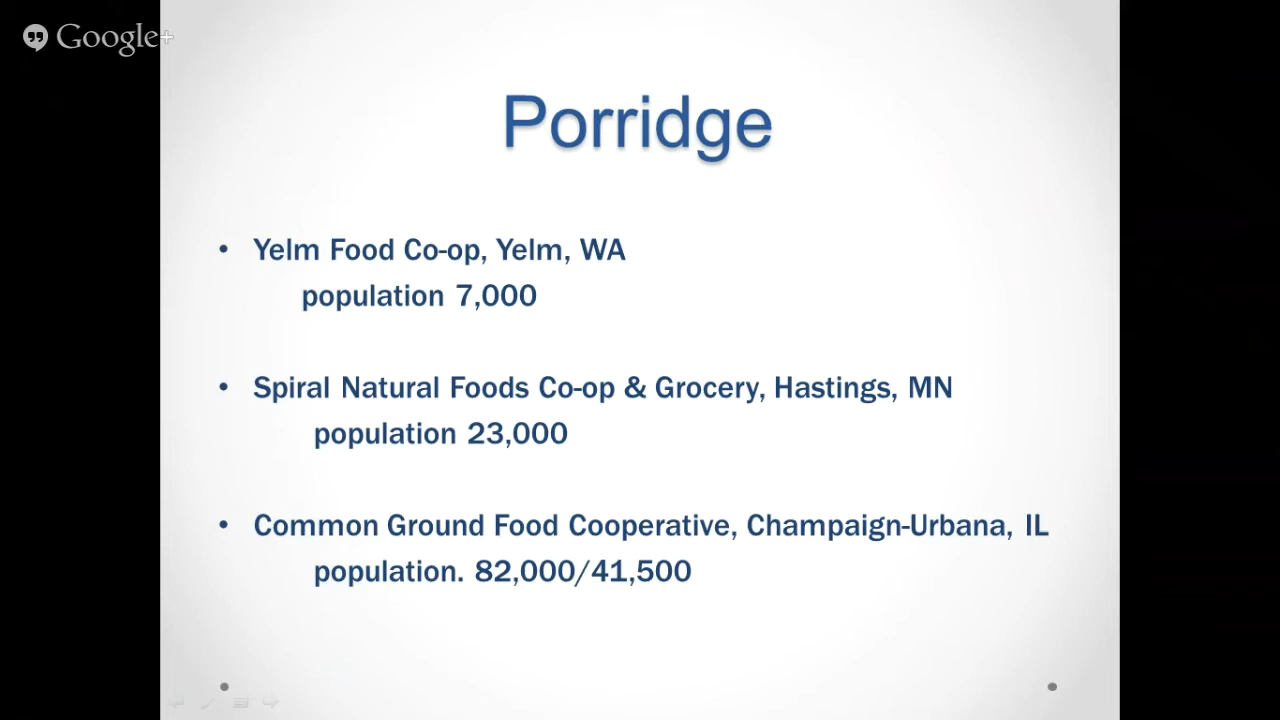 Google+
Porridge
• Yelm Food Co-op, Yelm, WA
population 7,000
• Spiral Natural Foods Co-op & Grocery, Hastings, MN
population 23,000
• Common Ground Food Cooperative, Champaign-Urbana, IL
population. 82,000/41,500